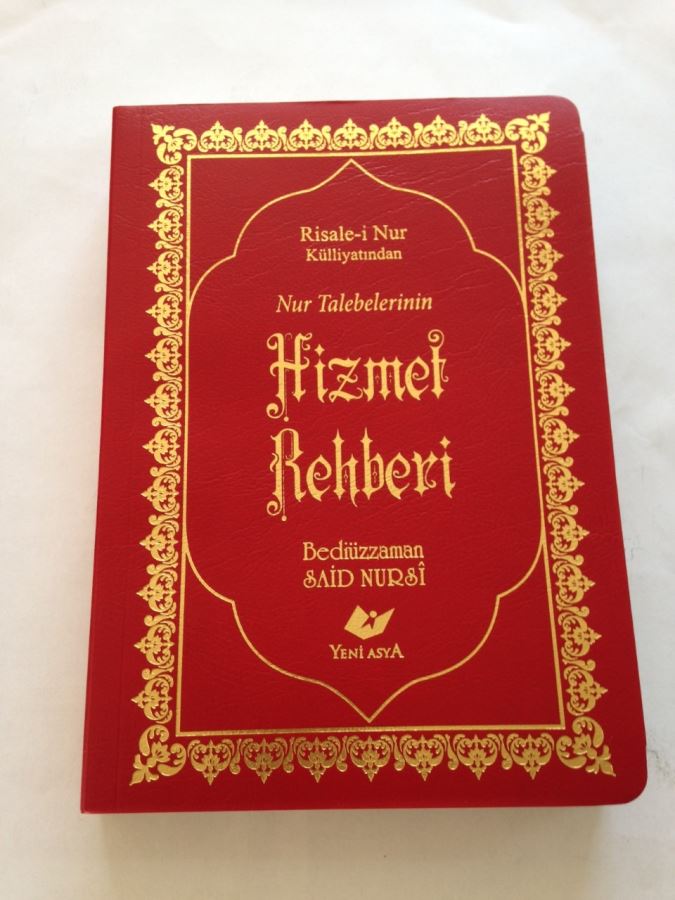 Risale-i Nur
Külliyatından
Nur Talebelerinin
Hizmet
Rehberi
Bediüzzaman
SAİD NURSÎ
YENİ ASYA